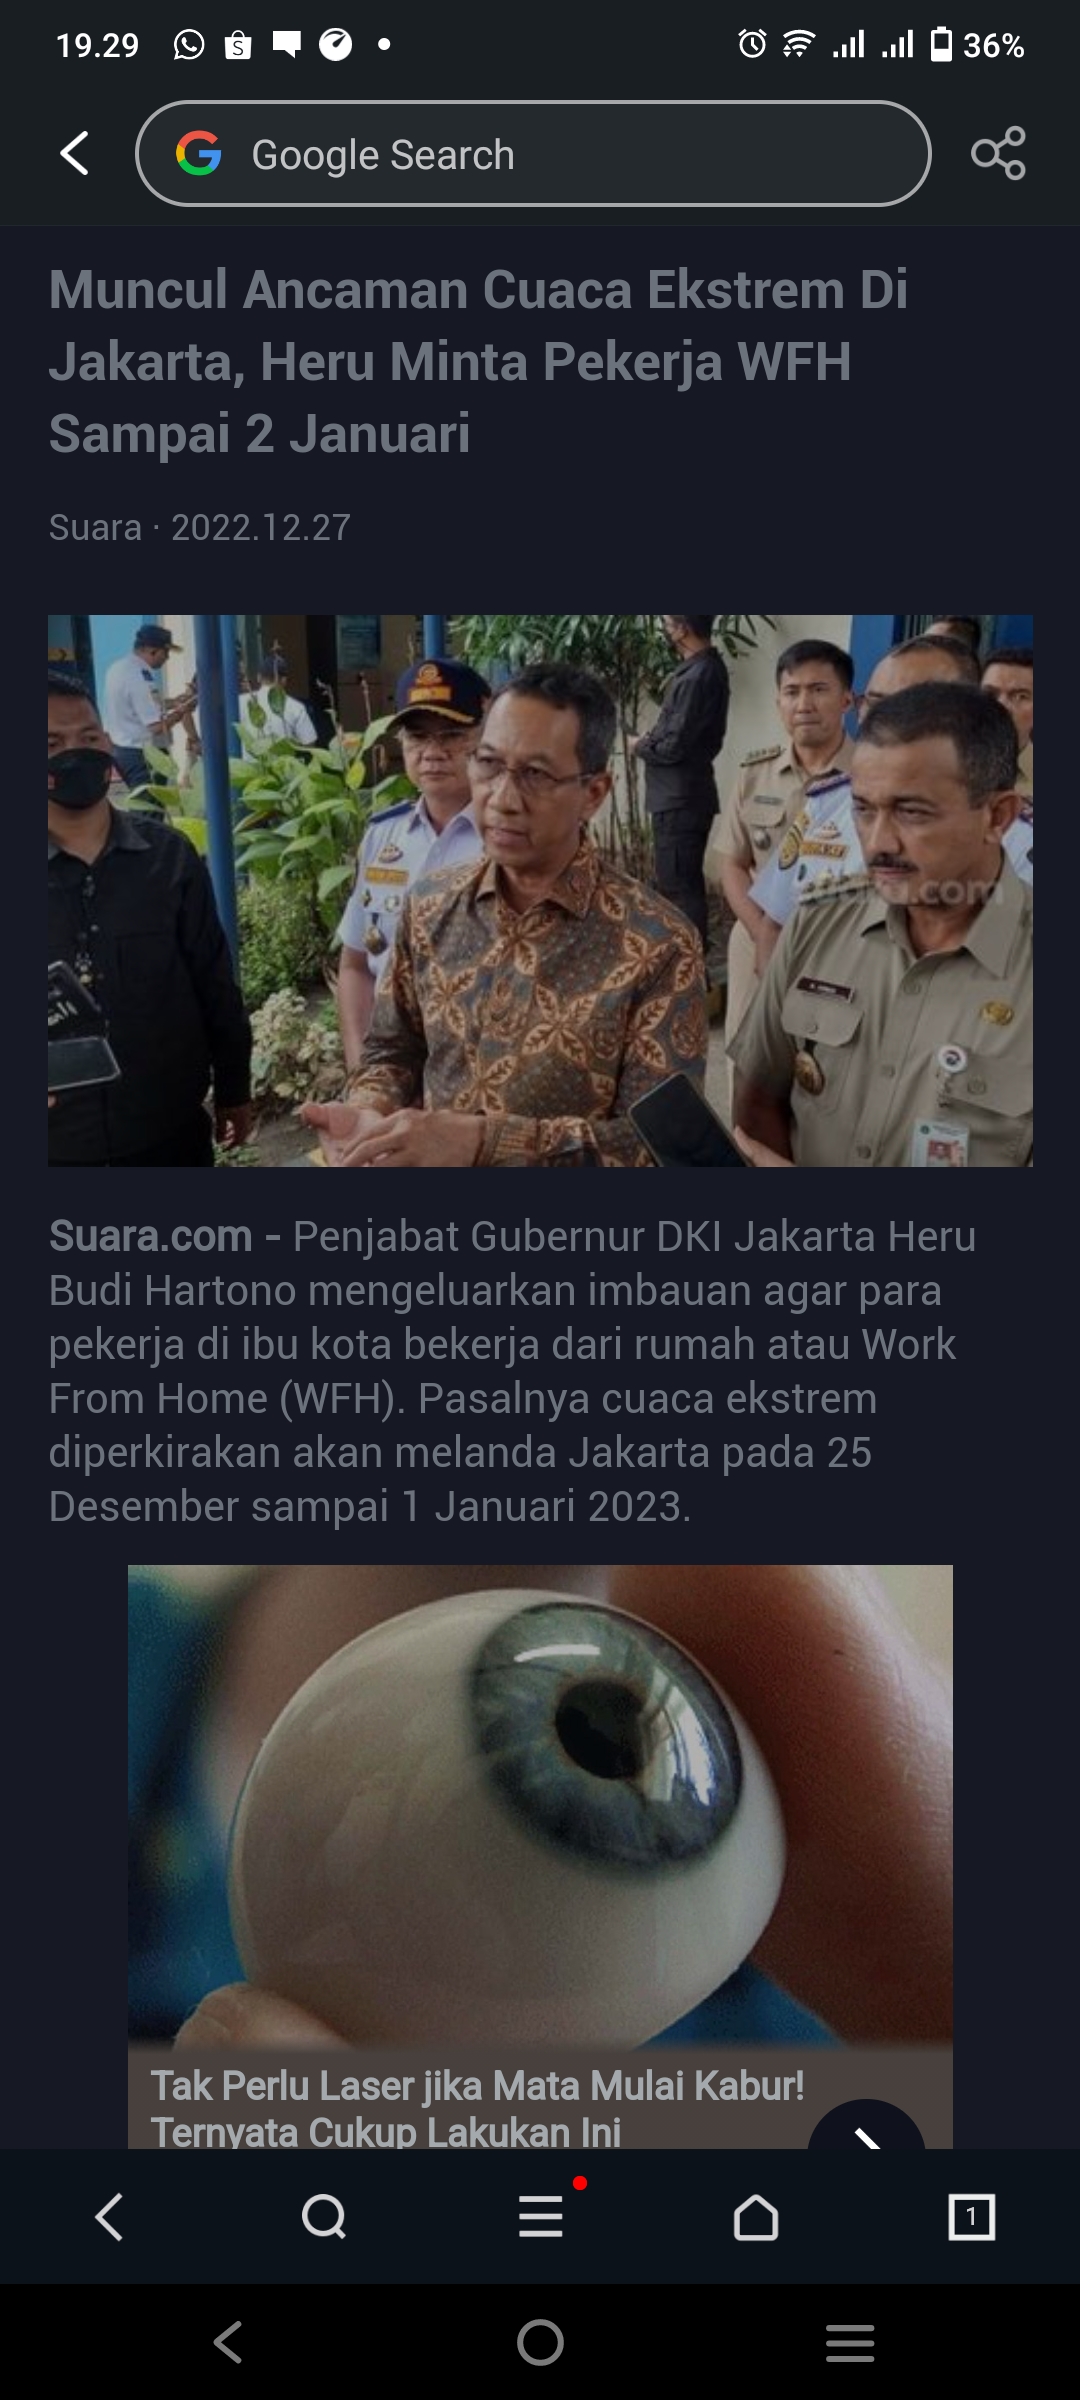 19.29
36%
Google Search
Muncul Ancaman Cuaca Ekstrem Di
Jakarta, Heru Minta Pekerja WFH
Sampai 2 Januari
Suara · 2022.12.27
Suara.com - Penjabat Gubernur DKI Jakarta Heru
Budi Hartono mengeluarkan imbauan agar para
pekerja di ibu kota bekerja dari rumah atau Work
From Home (WFH). Pasalnya cuaca ekstrem
diperkirakan akan melanda Jakarta pada 25
Desember sampai 1 Januari 2023.
Tak Perlu Laser jika Mata Mulai Kabur!
Ternyata Cukup Lakukan Ini
1